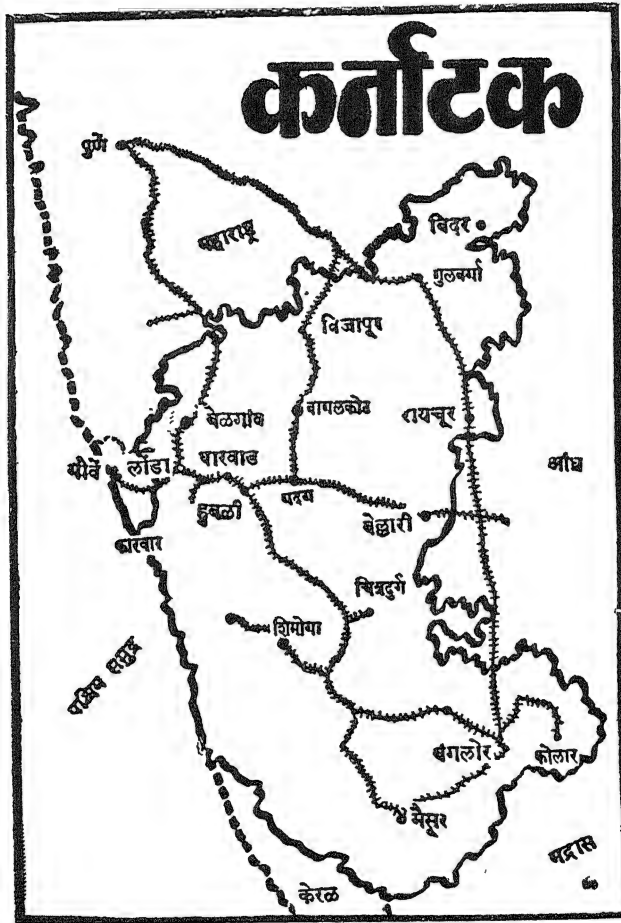 कर्नाटक
पुणें
महाराष्ट्र
बिदर
गुलबर्गा
विजापूर
बेळगांव
बागलकोट
रायचूर
लोंडा
धारवाड
आंध्र
हुबळी
गदग
बेल्लारी
कारवार
चित्रदुर्ग
शिमोगा
पश्चिम समुद्र
बंगलोर
कोलार
मैसूर
मद्रास
केरळ